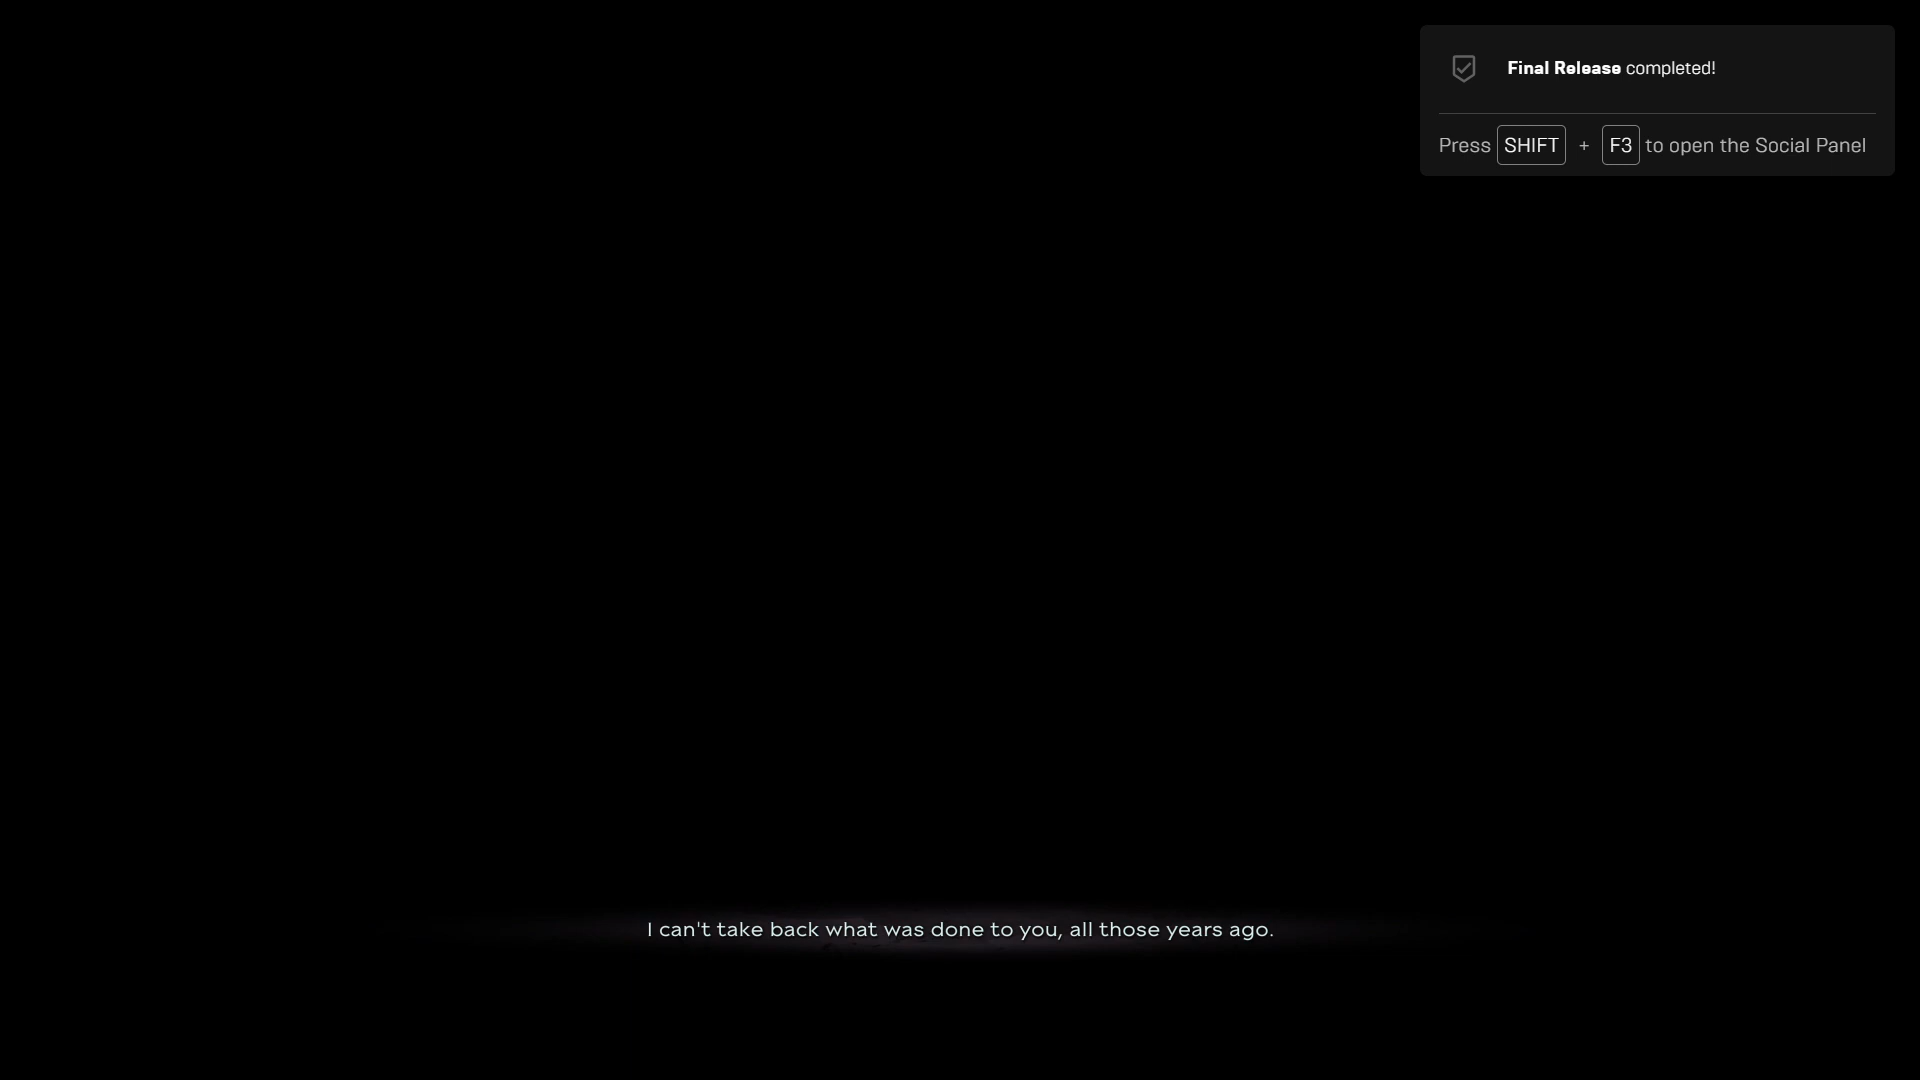 Final Release completed!
Press SHIFT + F3 to open the Social Panel
I can't take back what was done to you, all those years ago.